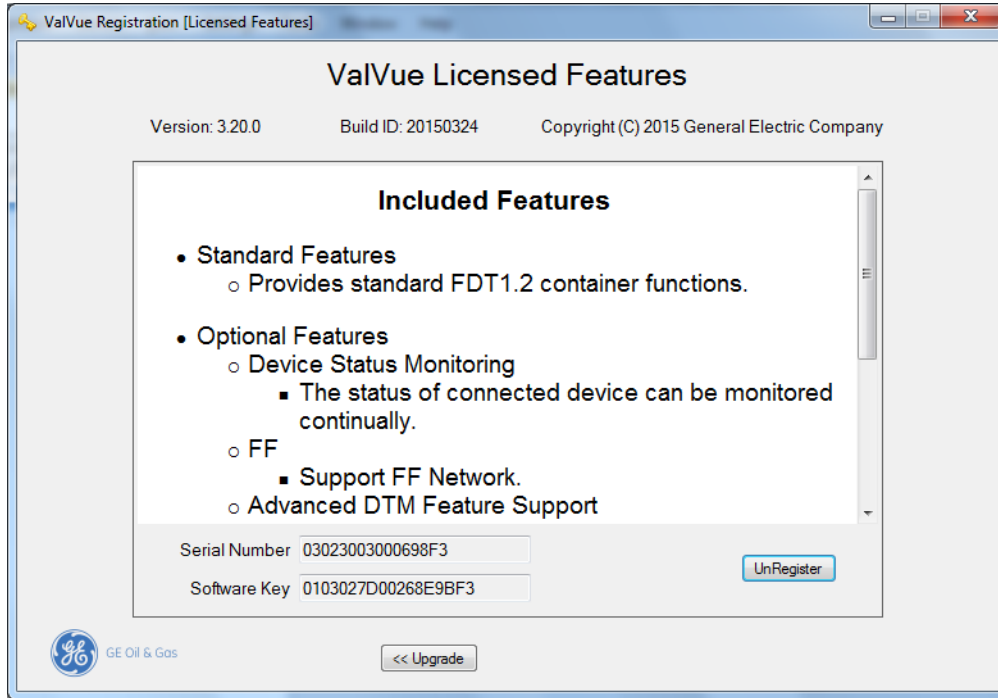 ValVue Registration [Licensed Features]
ValVue Licensed Features
Version: 3.20.0 Build ID: 20150324 Copyright (C) 2015 General Electric Company
Included Features
• Standard Features
○ Provides standard FDT1.2 container functions.
• Optional Features
○ Device Status Monitoring
▪ The status of connected device can be monitored
continually.
○ FF
▪ Support FF Network.
○ Advanced DTM Feature Support
Serial Number 03023003000698F3
UnRegister
Software Key 0103027D00268E9BF3
GE Oil & Gas
<< Upgrade